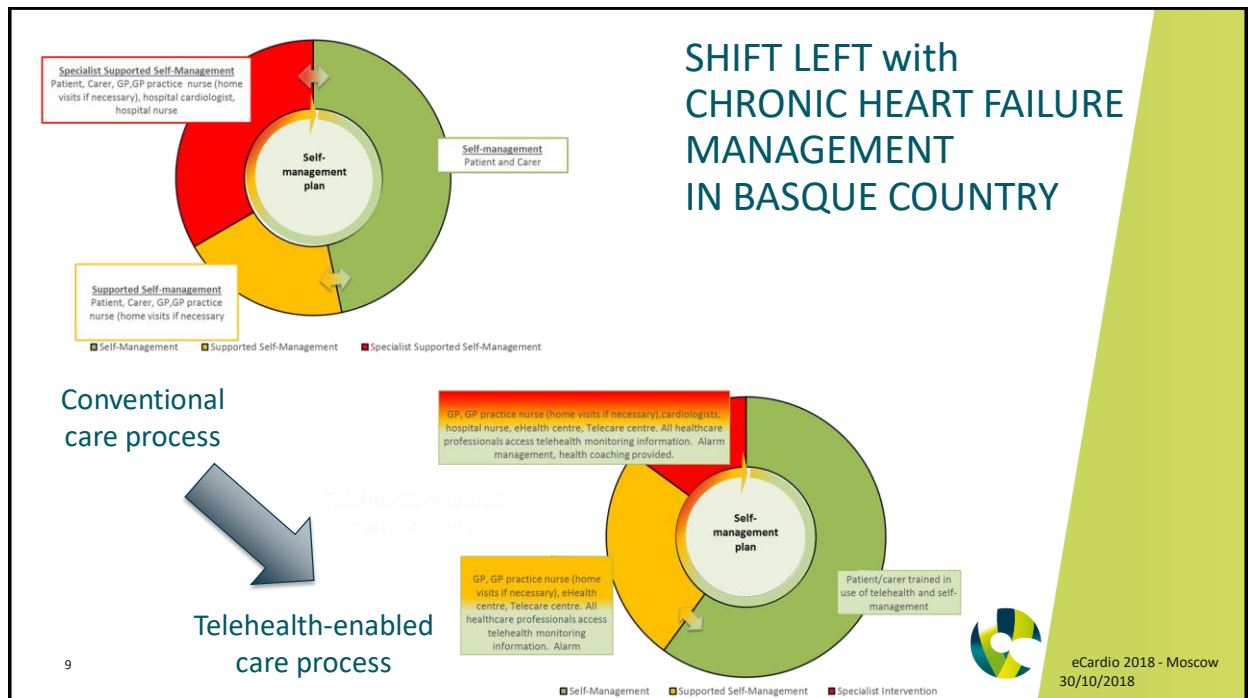 SHIFT LEFT with
CHRONIC HEART FAILURE
MANAGEMENT
IN BASQUE COUNTRY
Specialist Supported Self-Management
Patient, Carer, GP,GP practice nurse (home
visits if necessary), hospital cardiologist,
hospital nurse
Self-
management
plan
Self-management
Patient and Carer
Supported Self-management
Patient, Carer, GP,GP practice
nurse (home visits if necessary
Self-Management Supported Self-Management Specialist Supported Self-Management
Conventional
care process
Telehealth-enabled
care process
Telehealth-enabled
care process
GP, GP practice nurse (home visits if necessary),cardiologists,
hospital nurse, eHealth centre, Telecare centre. All healthcare
professionals access telehealth monitoring information. Alarm
management, health coaching provided.
Self-
management
plan
GP, GP practice nurse (home
visits if necessary), eHealth
centre, Telecare centre. All
healthcare professionals access
telehealth monitoring
information. Alarm
Patient/carer trained in
use of telehealth and self-
management
Self-Management Supported Self-Management Specialist Intervention
9
eCardio 2018 - Moscow
30/10/2018